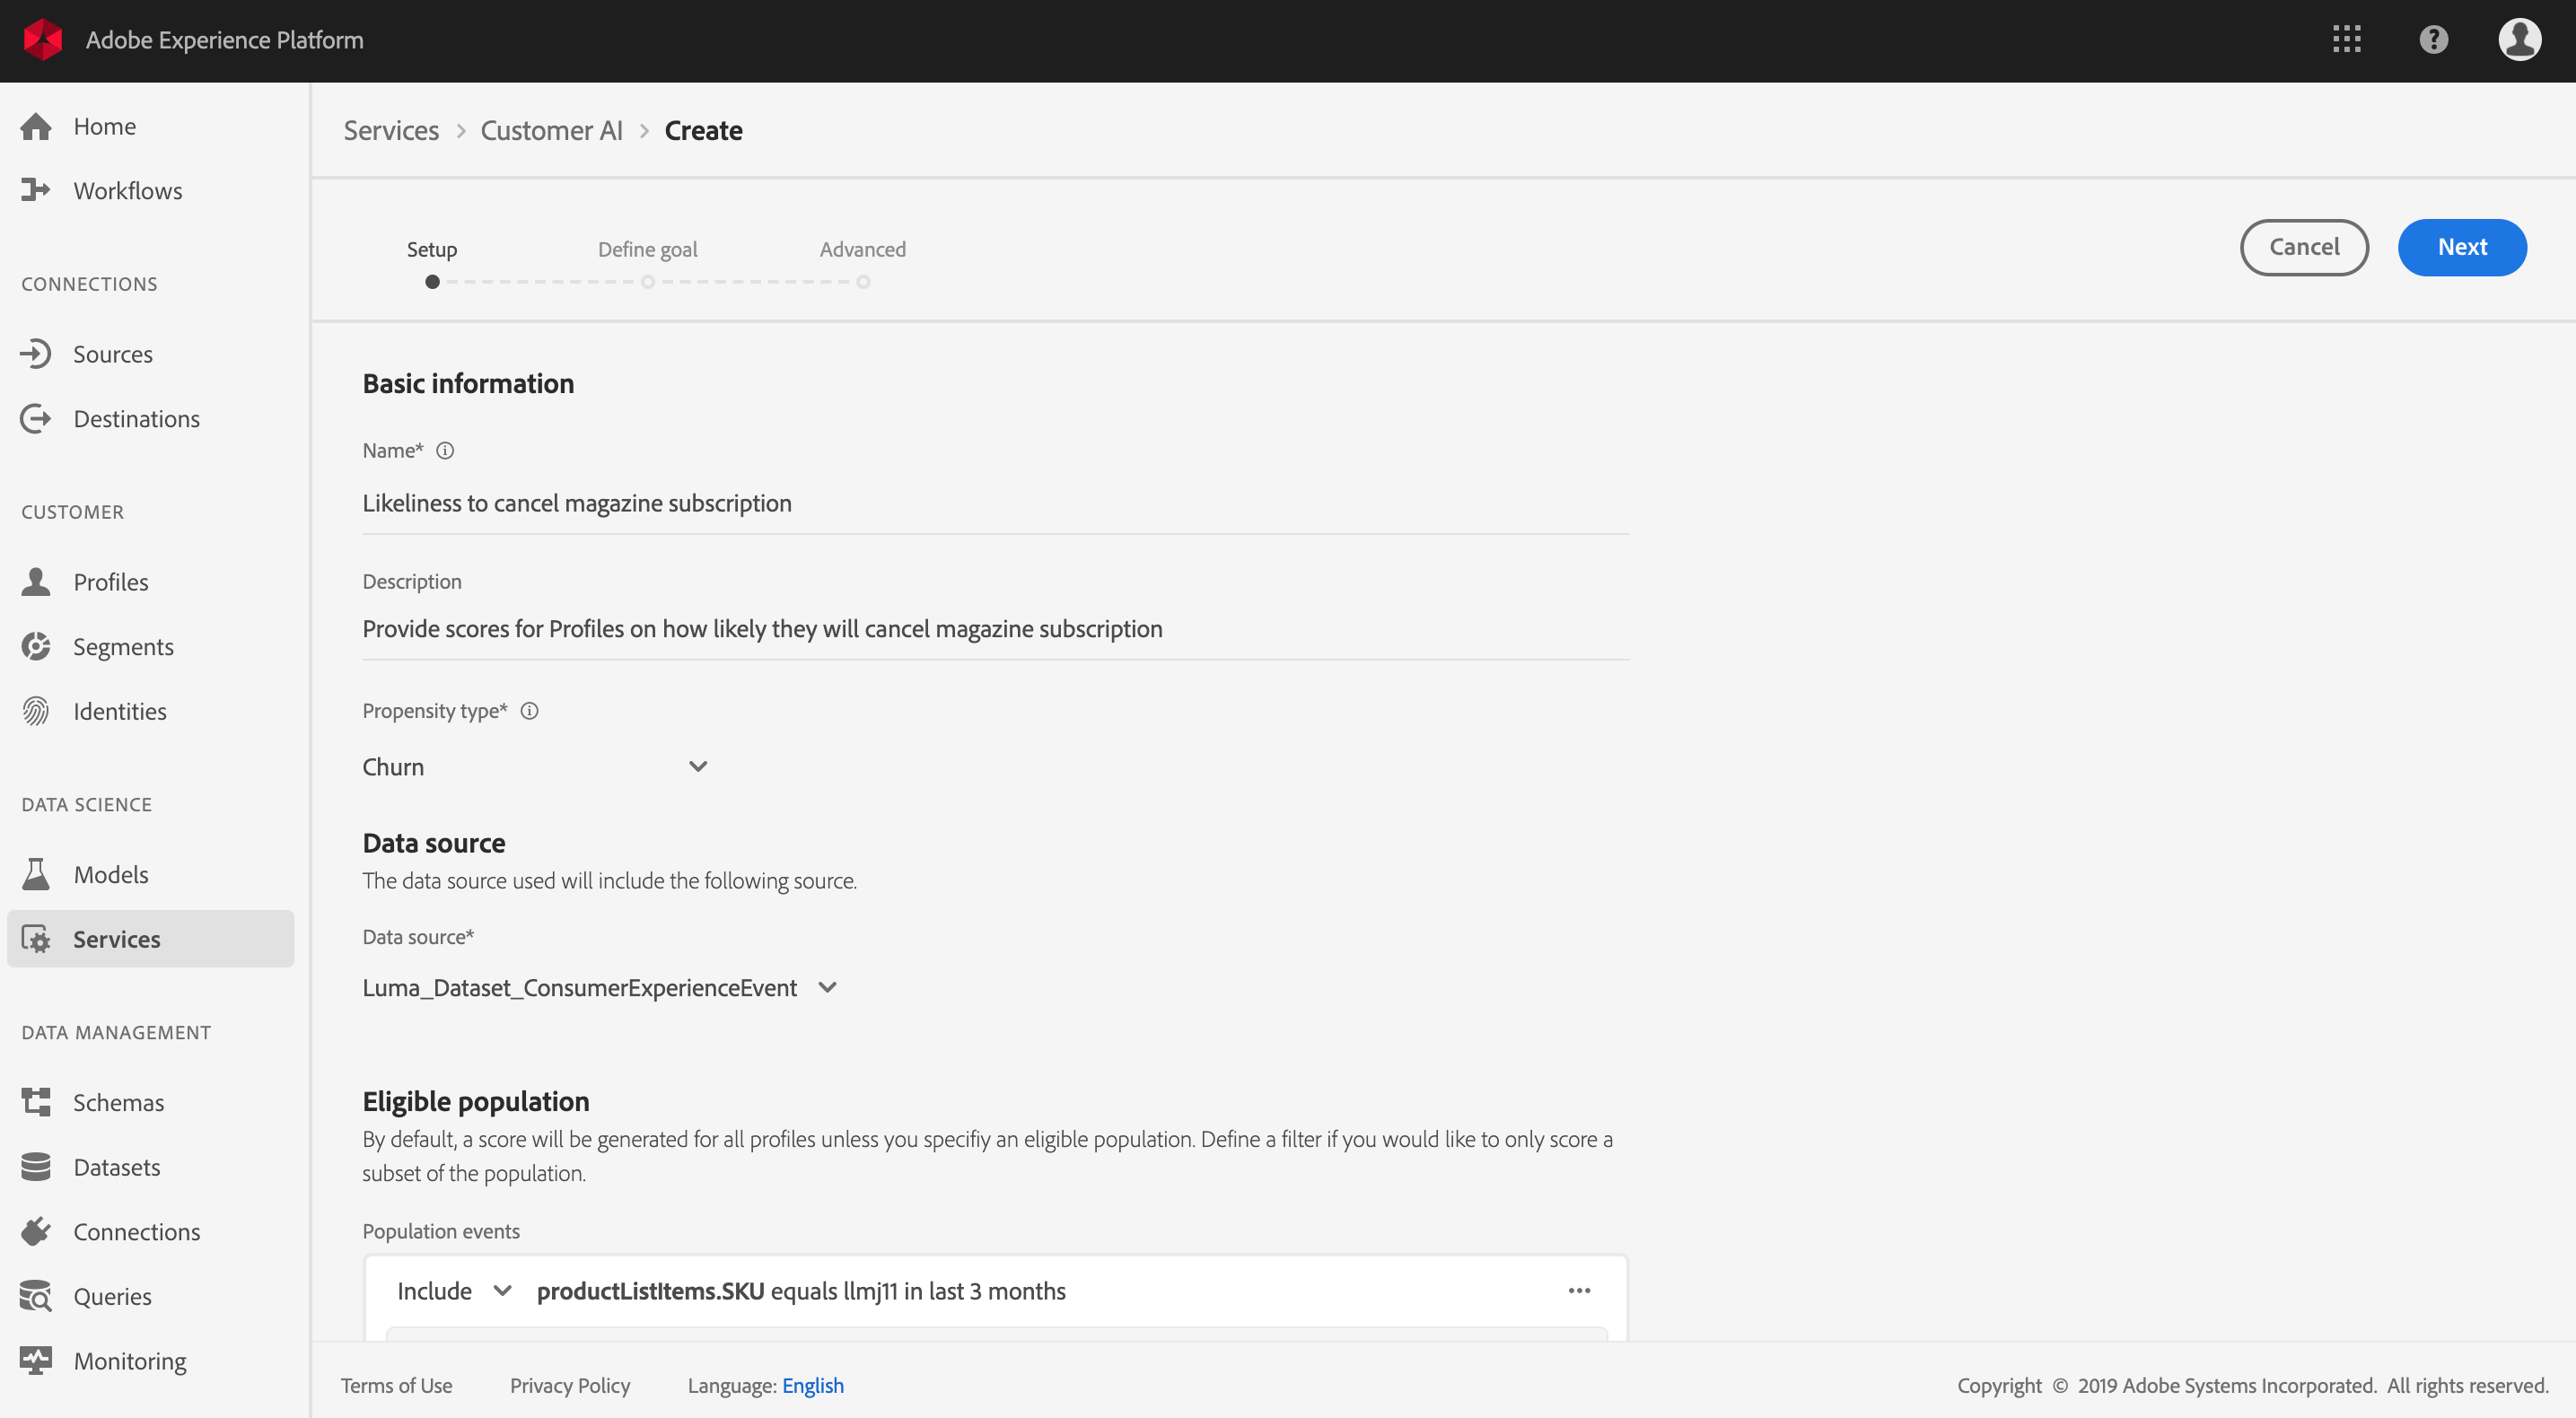 Adobe Experience Platform
?
Home
Workflows
CONNECTIONS
Sources
Destinations
CUSTOMER
Profiles
Segments
Identities
DATA SCIENCE
Models
Services
DATA MANAGEMENT
Schemas
Datasets
Connections
Queries
Monitoring
Services > Customer AI > Create
Setup Define goal Advanced
Cancel Next
Basic information
Name*
Likeliness to cancel magazine subscription
Description
Provide scores for Profiles on how likely they will cancel magazine subscription
Propensity type*
Churn
Data source
The data source used will include the following source.
Data source*
Luma_Dataset_ConsumerExperienceEvent
Eligible population
By default, a score will be generated for all profiles unless you specifiy an eligible population. Define a filter if you would like to only score a
subset of the population.
Population events
Include productListItems.SKU equals llmj11 in last 3 months
Terms of Use Privacy Policy Language: English Copyright © 2019 Adobe Systems Incorporated. All rights reserved.